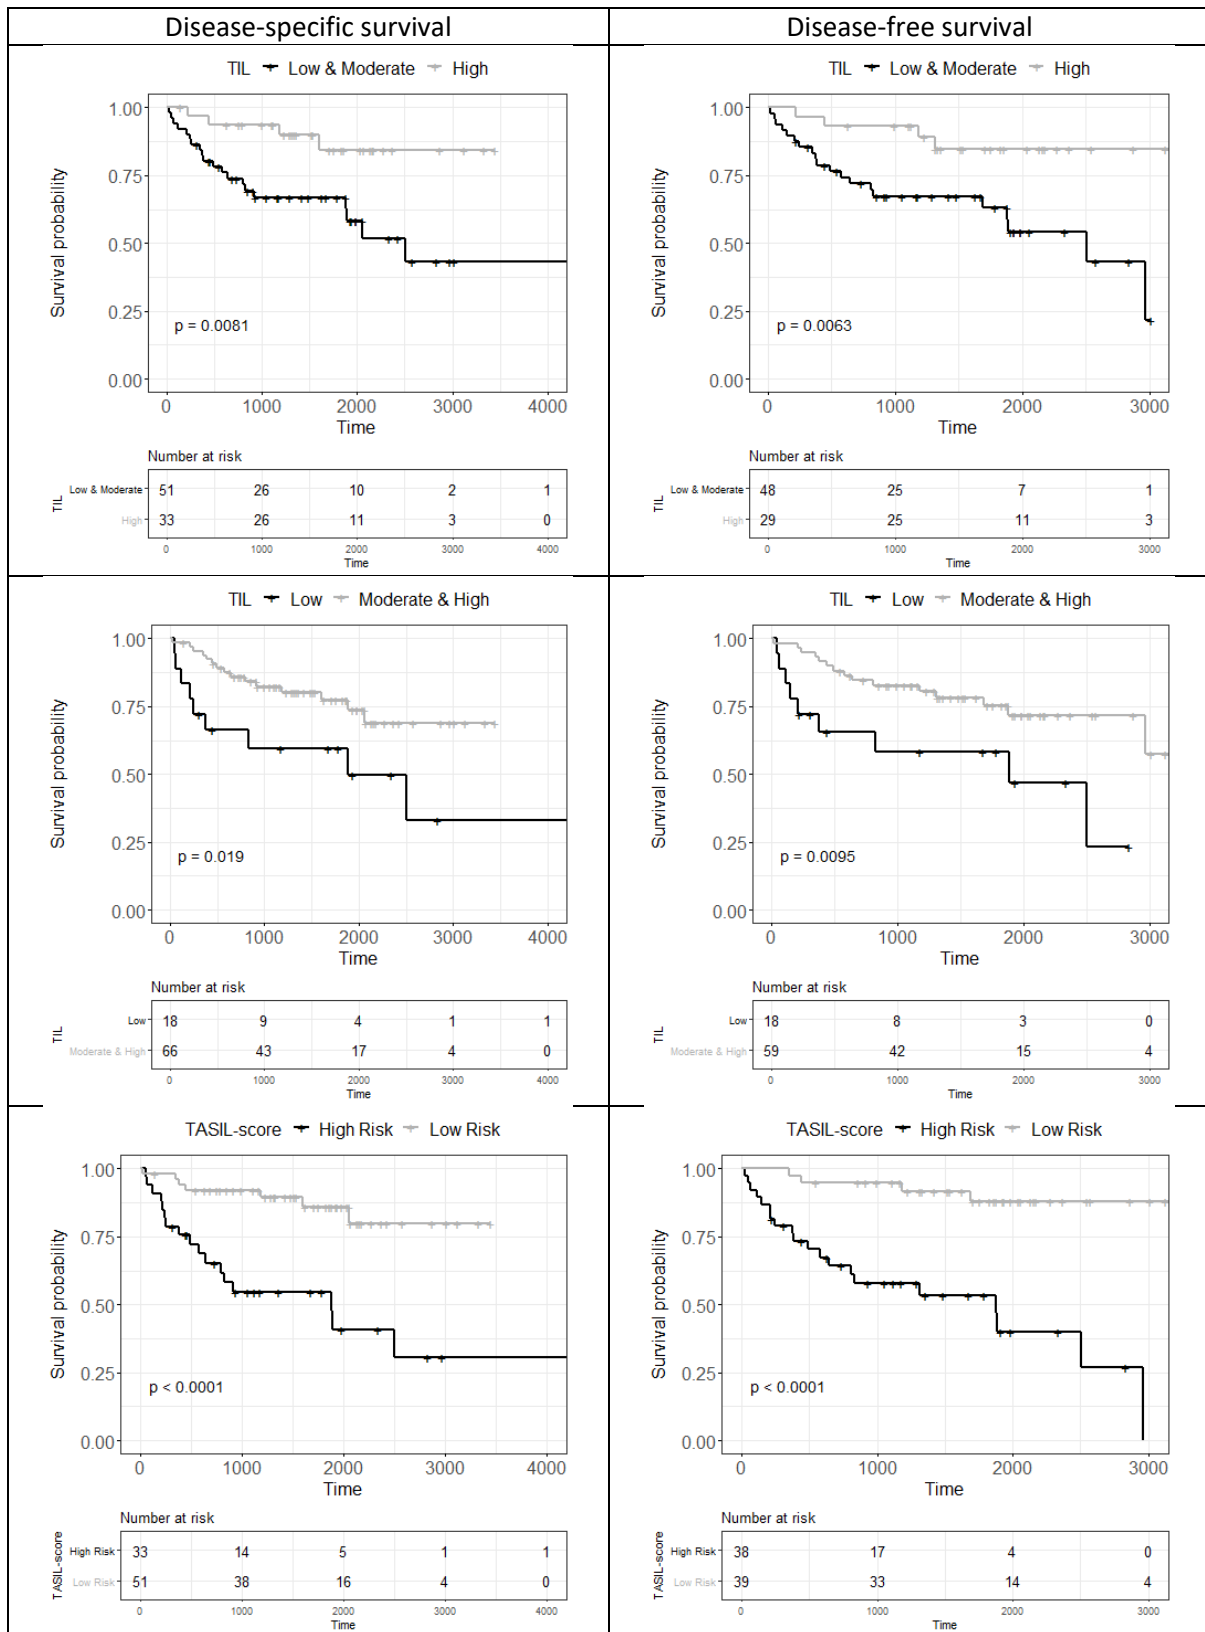 Disease-specific survival
Disease-free survival
TIL Low & Moderate High
1.00
0.75
0.50
0.25
0.00
Survival probability
p = 0.0081
0 1000 2000 3000 4000
Time
Number at risk
TIL
Low & Moderate 51 26 10 2 1
High 33 26 11 3 0
0 1000 2000 3000 4000
Time
TIL Low & Moderate High
1.00
0.75
0.50
0.25
0.00
Survival probability
p = 0.0063
0 1000 2000 3000
Time
Number at risk
TIL
Low & Moderate 48 25 7 1
High 29 25 11 3
0 1000 2000 3000
Time
TIL Low Moderate & High
1.00
0.75
0.50
0.25
0.00
Survival probability
p = 0.019
0 1000 2000 3000 4000
Time
Number at risk
TIL
Low 18 9 4 1 1
Moderate & High 66 43 17 4 0
0 1000 2000 3000 4000
Time
TIL Low Moderate & High
1.00
0.75
0.50
0.25
0.00
Survival probability
p = 0.0095
0 1000 2000 3000
Time
Number at risk
TIL
Low 18 8 3 0
Moderate & High 59 42 15 4
0 1000 2000 3000
Time
TASIL-score High Risk Low Risk
1.00
0.75
0.50
0.25
0.00
Survival probability
p < 0.0001
0 1000 2000 3000 4000
Time
Number at risk
TASIL-score
High Risk 33 14 5 1 1
Low Risk 51 38 16 4 0
0 1000 2000 3000 4000
Time
TASIL-score High Risk Low Risk
1.00
0.75
0.50
0.25
0.00
Survival probability
p < 0.0001
0 1000 2000 3000
Time
Number at risk
TASIL-score
High Risk 38 17 4 0
Low Risk 39 33 14 4
0 1000 2000 3000
Time